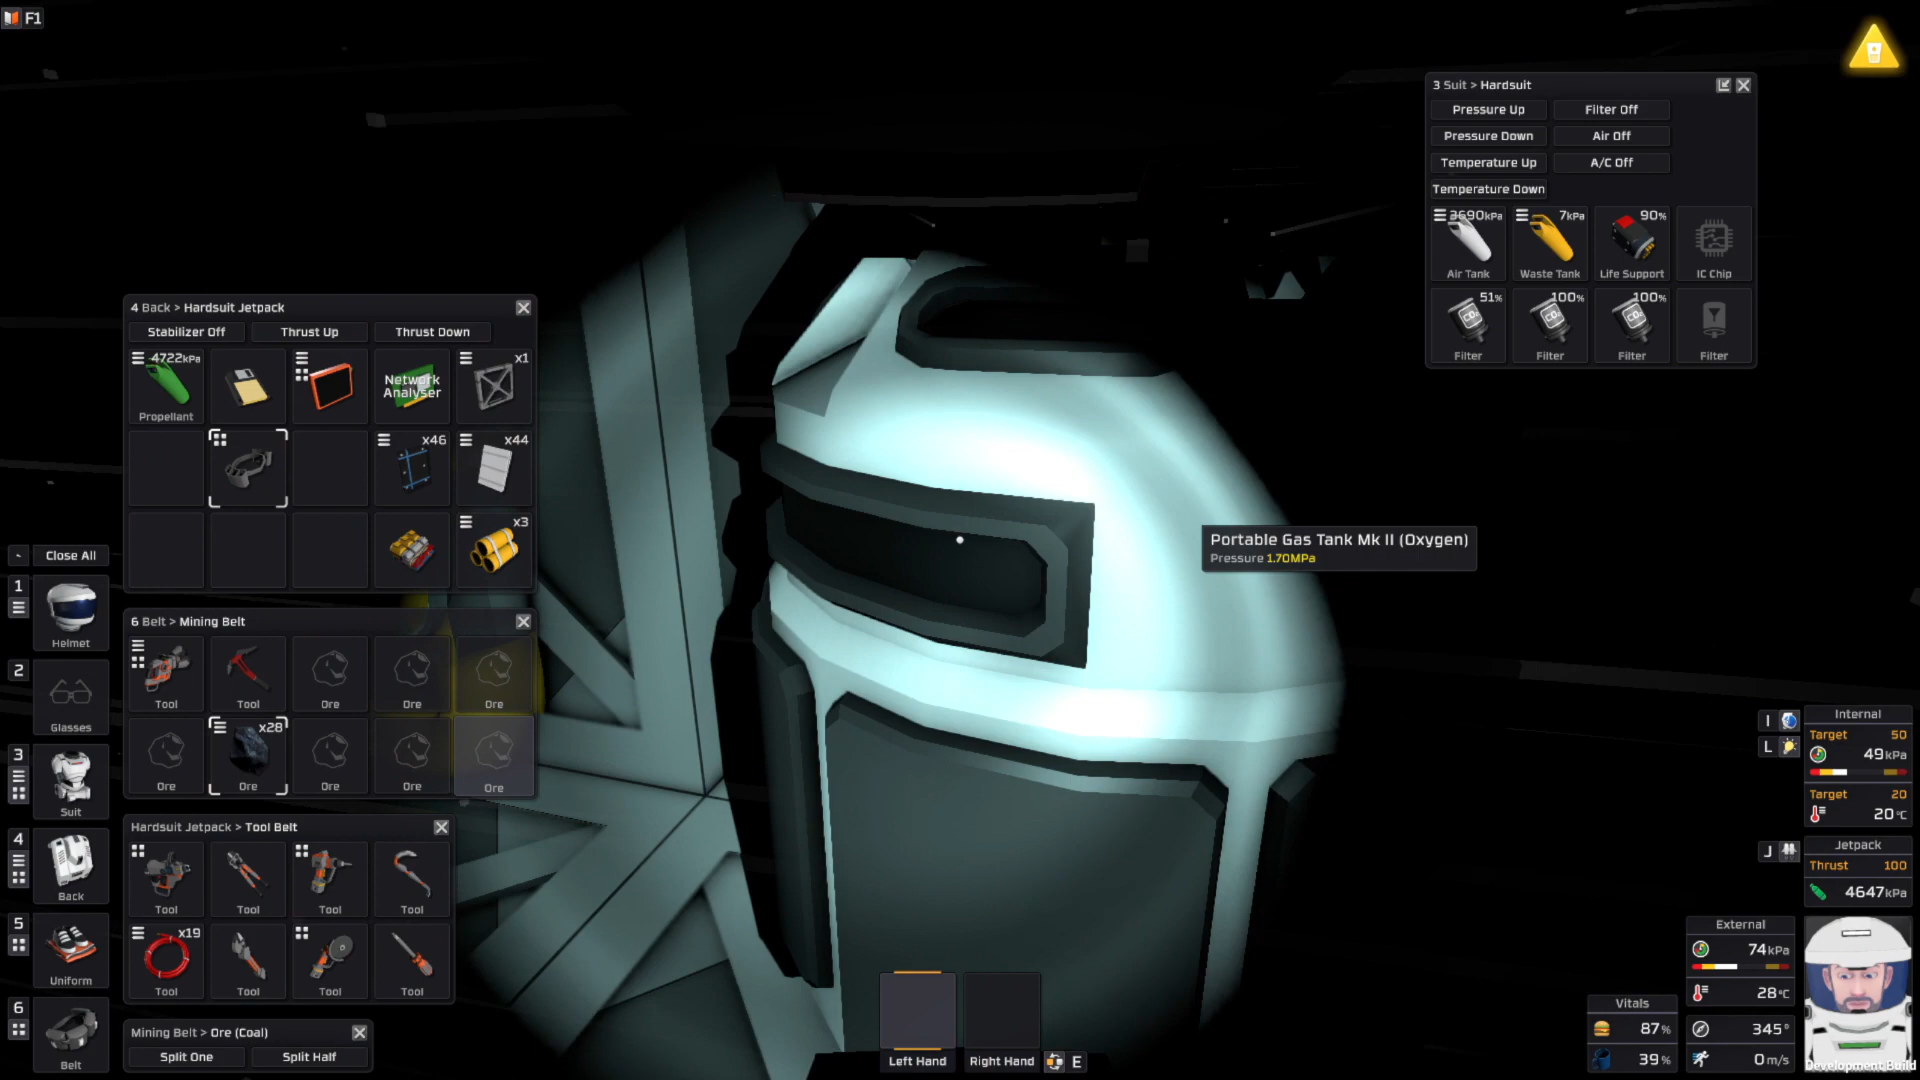 F1
3 Suit > Hardsuit
Pressure Up
Filter Off
Pressure Down
Air Off
Temperature Up
A/C Off
Temperature Down
3690kPa
7kPa
90%
Air Tank
Waste Tank
Life Support
IC Chip
51%
100%
100%
CO₂
CO₂
CO₂
Filter
Filter
Filter
Filter
4 Back > Hardsuit Jetpack
Stabilizer Off
Thrust Up
Thrust Down
4722kPa
x1
Network
Analyser
Propellant
x46
x44
x3
Portable Gas Tank Mk II (Oxygen)
Pressure 1.70MPa
Close All
1
Helmet
2
Glasses
3
Suit
4
Back
5
Uniform
6
Belt
6 Belt > Mining Belt
Tool
Tool
Ore
Ore
Ore
x28
Ore
Ore
Ore
Ore
Ore
Hardsuit Jetpack > Tool Belt
Tool
Tool
Tool
Tool
x19
Tool
Tool
Tool
Tool
Mining Belt > Ore (Coal)
Split One
Split Half
Left Hand
Right Hand
E
I
L
Internal
Target 50
49kPa
Target 20
20°C
J
Jetpack
Thrust 100
4647kPa
External
74kPa
28°C
345°
0m/s
Vitals
87%
39%
Development Build